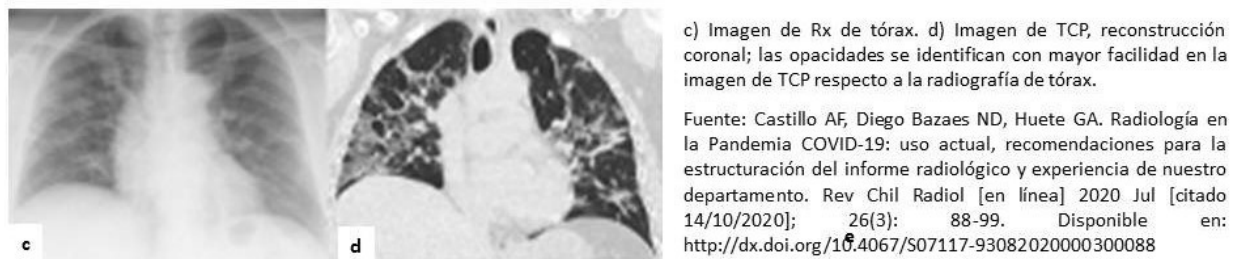 c) Imagen de Rx de tórax. d) Imagen de TCP, reconstrucción
coronal; las opacidades se identifican con mayor facilidad en la
imagen de TCP respecto a la radiografía de tórax.
Fuente: Castillo AF, Diego Bazaes ND, Huete GA. Radiología en
la Pandemia COVID-19: uso actual, recomendaciones para la
estructuración del informe radiológico y experiencia de nuestro
departamento. Rev Chil Radiol [en línea] 2020 Jul [citado
14/10/2020]; 26(3): 88-99. Disponible en:
http://dx.doi.org/10.4067/S07117-93082020000300088
e
c
d